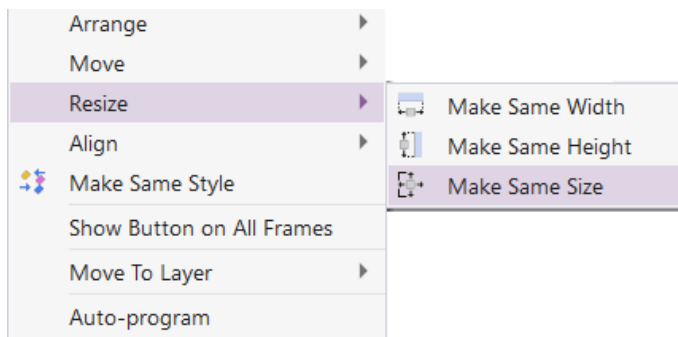 Arrange
Move
Resize
Align
Make Same Style
Show Button on All Frames
Move To Layer
Auto-program
Make Same Width
Make Same Height
Make Same Size